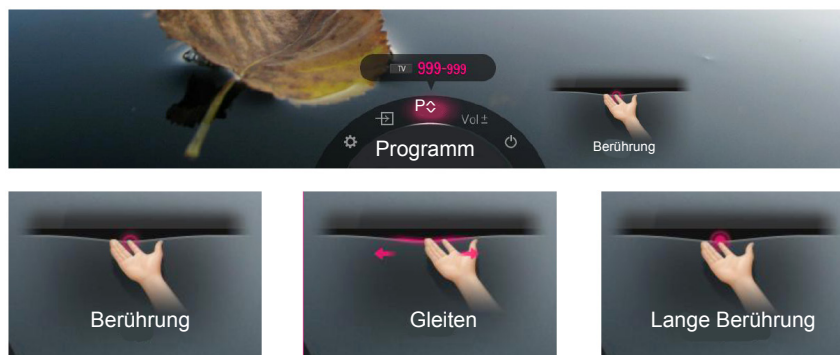 TV 999-999
P
Vol ±
Programm
Berührung
Berührung
Gleiten
Lange Berührung